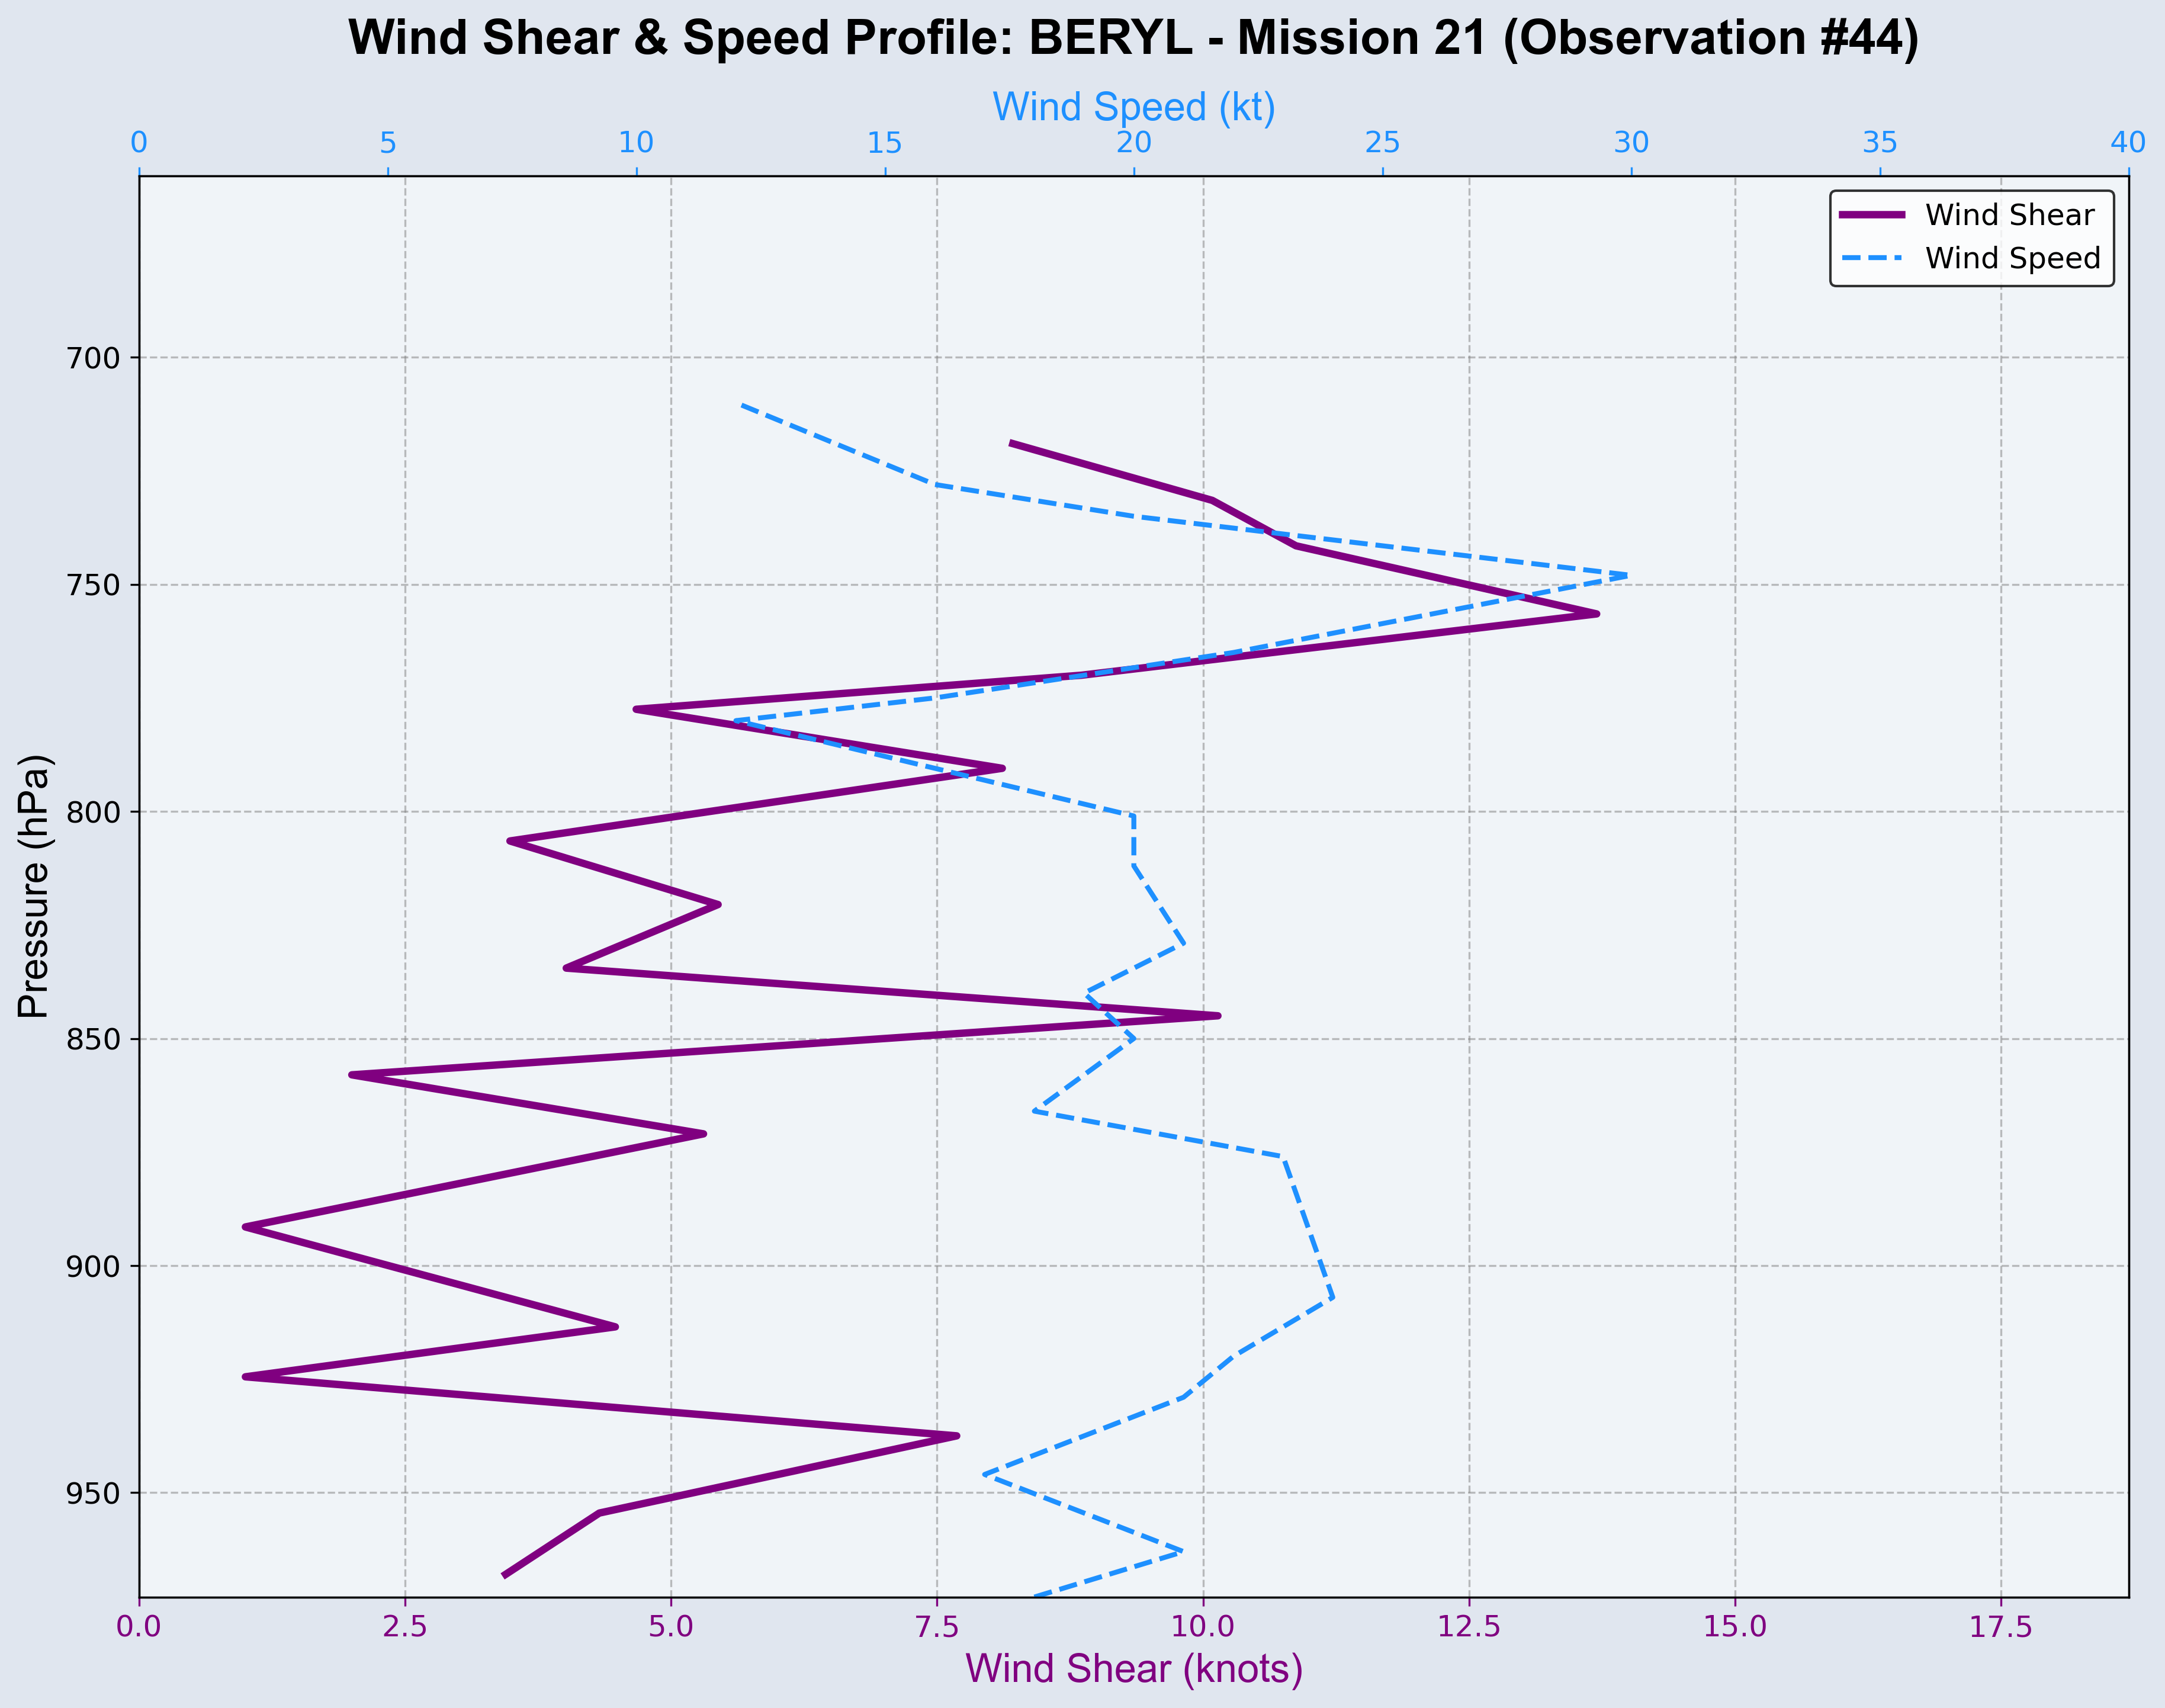 Wind Shear & Speed Profile: BERYL - Mission 21 (Observation #44)
Wind Speed (kt)
0 5 10 15 20 25 30 35 40
Wind Shear
Wind Speed
Pressure (hPa)
700
750
800
850
900
950
0.0 2.5 5.0 7.5 10.0 12.5 15.0 17.5
Wind Shear (knots)